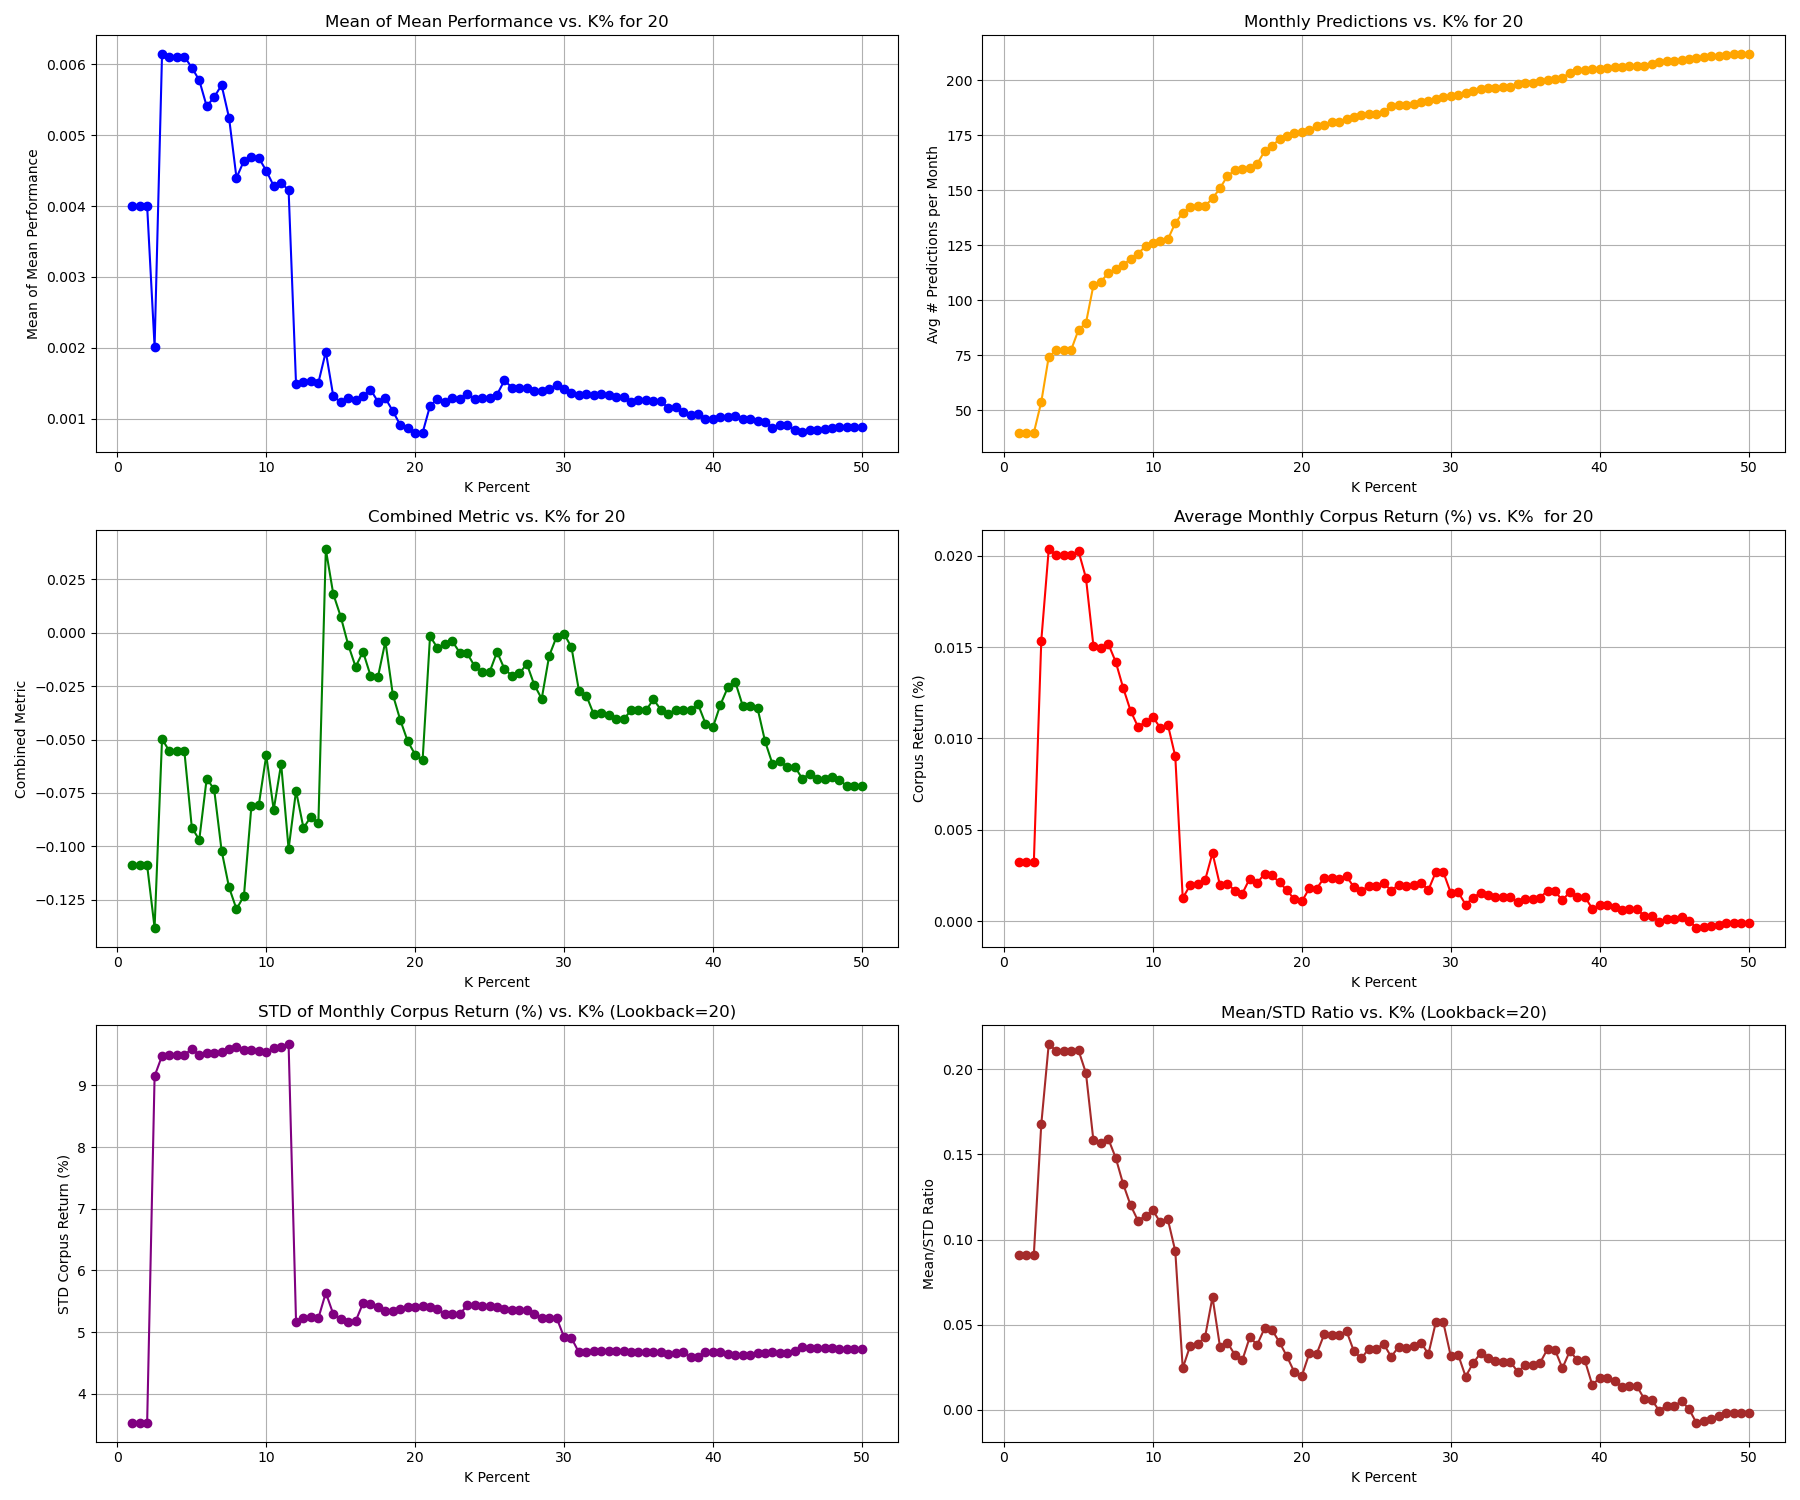 Mean of Mean Performance vs. K% for 20
Mean of Mean Performance
0.006
0.005
0.004
0.003
0.002
0.001
0 10 20 30 40 50
K Percent
Monthly Predictions vs. K% for 20
Avg # Predictions per Month
200
175
150
125
100
75
50
0 10 20 30 40 50
K Percent
Combined Metric vs. K% for 20
Combined Metric
0.025
0.000
−0.025
−0.050
−0.075
−0.100
−0.125
0 10 20 30 40 50
K Percent
Average Monthly Corpus Return (%) vs. K%  for 20
Corpus Return (%)
0.020
0.015
0.010
0.005
0.000
0 10 20 30 40 50
K Percent
STD of Monthly Corpus Return (%) vs. K% (Lookback=20)
STD Corpus Return (%)
9
8
7
6
5
4
0 10 20 30 40 50
K Percent
Mean/STD Ratio vs. K% (Lookback=20)
Mean/STD Ratio
0.20
0.15
0.10
0.05
0.00
0 10 20 30 40 50
K Percent